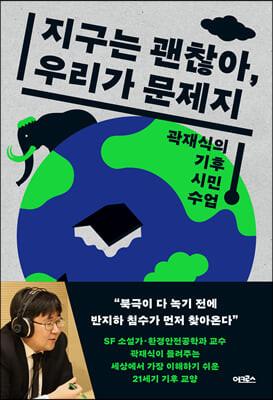 지구는 괜찮아,
우리가 문제지
곽재식의
기후
시민
수업
“북극이 다 녹기 전에
반지하 침수가 먼저 찾아온다”
SF 소설가·환경안전공학과 교수
곽재식이 들려주는
세상에서 가장 이해하기 쉬운
21세기 기후 교양
어크로스